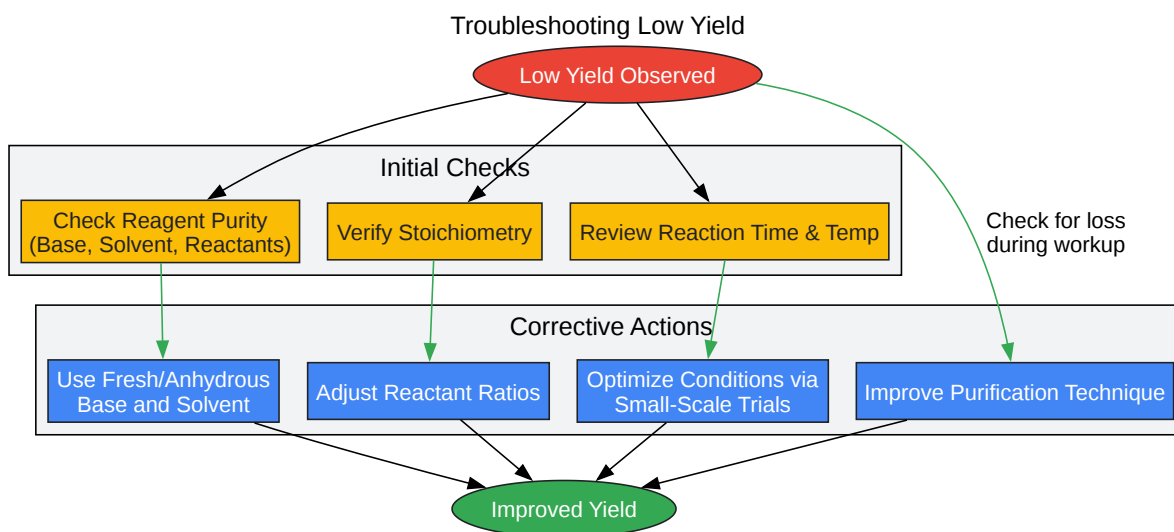 Troubleshooting Low Yield
Low Yield Observed
Initial Checks
Check Reagent Purity
(Base, Solvent, Reactants)
Verify Stoichiometry
Review Reaction Time & Temp
Check for loss
during workup
Corrective Actions
Use Fresh/Anhydrous
Base and Solvent
Adjust Reactant Ratios
Optimize Conditions via
Small-Scale Trials
Improve Purification Technique
Improved Yield